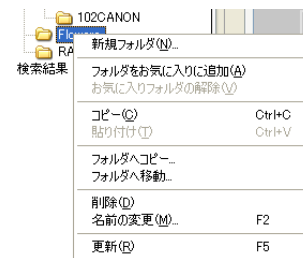 102CANON
Flowers
RA
検索結果
新規フォルダ(N)...
フォルダをお気に入りに追加(A)
お気に入りフォルダの解除(V)
コピー(C) Ctrl+C
貼り付け(T) Ctrl+V
フォルダへコピー...
フォルダへ移動...
削除(D)
名前の変更(M)... F2
更新(R) F5